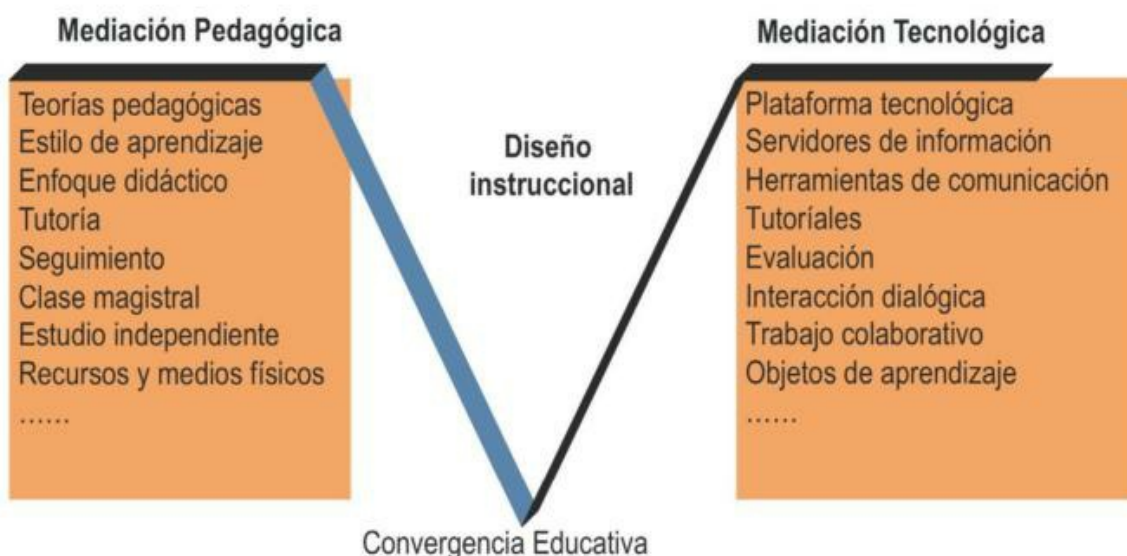 Mediación Pedagógica
Teorías pedagógicas
Estilo de aprendizaje
Enfoque didáctico
Tutoría
Seguimiento
Clase magistral
Estudio independiente
Recursos y medios físicos
......
Diseño
instruccional
Mediación Tecnológica
Plataforma tecnológica
Servidores de información
Herramientas de comunicación
Tutoríales
Evaluación
Interacción dialógica
Trabajo colaborativo
Objetos de aprendizaje
......
Convergencia Educativa